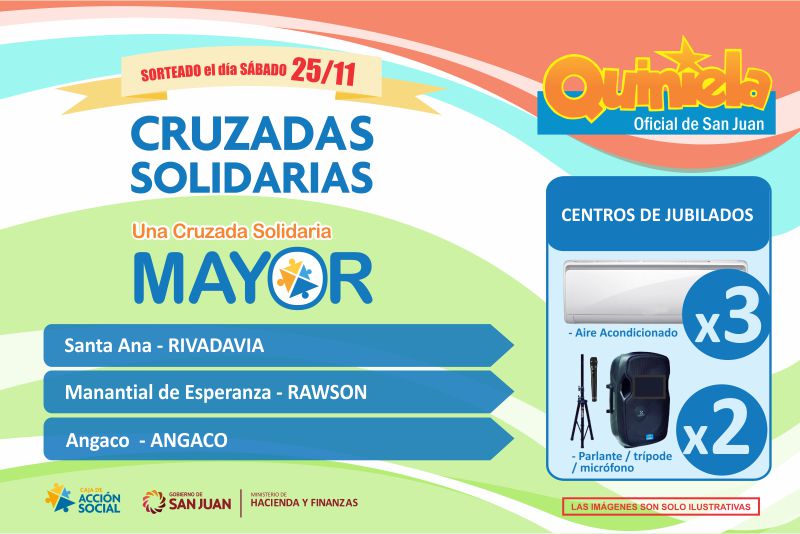 SORTEADO el día SÁBADO 25/11
CRUZADAS
SOLIDARIAS
Una Cruzada Solidaria
MAYOR
Santa Ana - RIVADAVIA
Manantial de Esperanza - RAWSON
Angaco - ANGACO
CAJA DE
ACCIÓN
SOCIAL
GOBIERNO DE
SAN JUAN
MINISTERIO DE
HACIENDA Y FINANZAS
Quiniela
Oficial de San Juan
CENTROS DE JUBILADOS
- Aire Acondicionado
x3
- Parlante / trípode
/ micrófono
x2
LAS IMÁGENES SON SOLO ILUSTRATIVAS